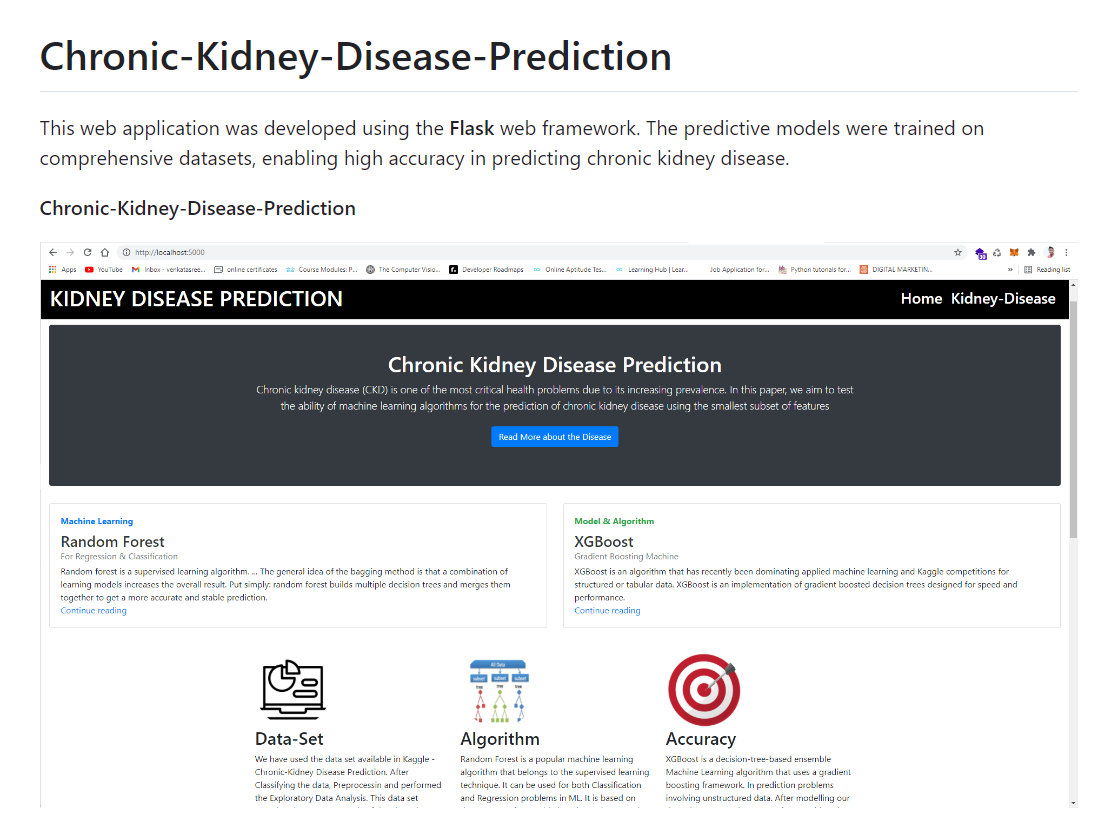 Chronic-Kidney-Disease-Prediction
This web application was developed using the Flask web framework. The predictive models were trained on
comprehensive datasets, enabling high accuracy in predicting chronic kidney disease.
Chronic-Kidney-Disease-Prediction
http://localhost:5000
Apps YouTube Inbox - venkatasree... online certificates Course Modules: P... The Computer Visio... Developer Roadmaps Online Aptitude Tes... Learning Hub | Lear... Job Application for... Python tutorials for... DIGITAL MARKETIN... » Reading list
KIDNEY DISEASE PREDICTION Home Kidney-Disease
Chronic Kidney Disease Prediction
Chronic kidney disease (CKD) is one of the most critical health problems due to its increasing prevalence. In this paper, we aim to test
the ability of machine learning algorithms for the prediction of chronic kidney disease using the smallest subset of features
Read More about the Disease
Machine Learning
Random Forest
For Regression & Classification
Random forest is a supervised learning algorithm. ... The general idea of the bagging method is that a combination of
learning models increases the overall result. Put simply: random forest builds multiple decision trees and merges them
together to get a more accurate and stable prediction.
Continue reading
Model & Algorithm
XGBoost
Gradient Boosting Machine
XGBoost is an algorithm that has recently been dominating applied machine learning and Kaggle competitions for
structured or tabular data. XGBoost is an implementation of gradient boosted decision trees designed for speed and
performance.
Continue reading
Data-Set
We have used the data set available in Kaggle -
Chronic-Kidney Disease Prediction. After
Classifying the data, Preprocessin and performed
the Exploratory Data Analysis. This data set
All Data
subset subset subset
tree tree tree
Algorithm
Random Forest is a popular machine learning
algorithm that belongs to the supervised learning
technique. It can be used for both Classification
and Regression problems in ML. It is based on
Accuracy
XGBoost is a decision-tree-based ensemble
Machine Learning algorithm that uses a gradient
boosting framework. In prediction problems
involving unstructured data. After modelling our